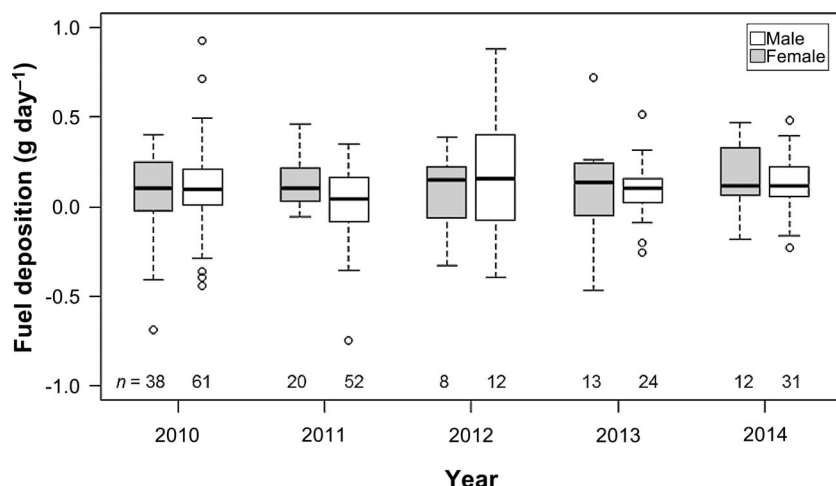 1.0
0.5
0.0
-0.5
-1.0
Fuel deposition (g day⁻¹)
Male
Female
n = 38 61 20 52 8 12 13 24 12 31
2010 2011 2012 2013 2014
Year